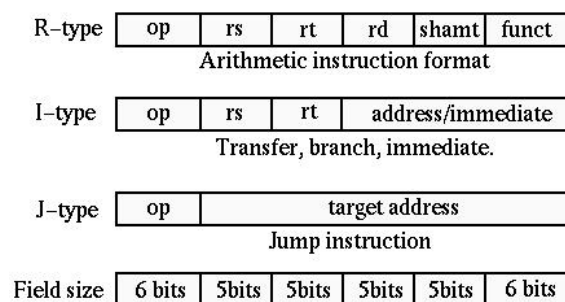 R-type op rs rt rd shamt funct
Arithmetic instruction format
I-type op rs rt address/immediate
Transfer, branch, immediate.
J-type op target address
Jump instruction
Field size 6 bits 5bits 5bits 5bits 5bits 6 bits